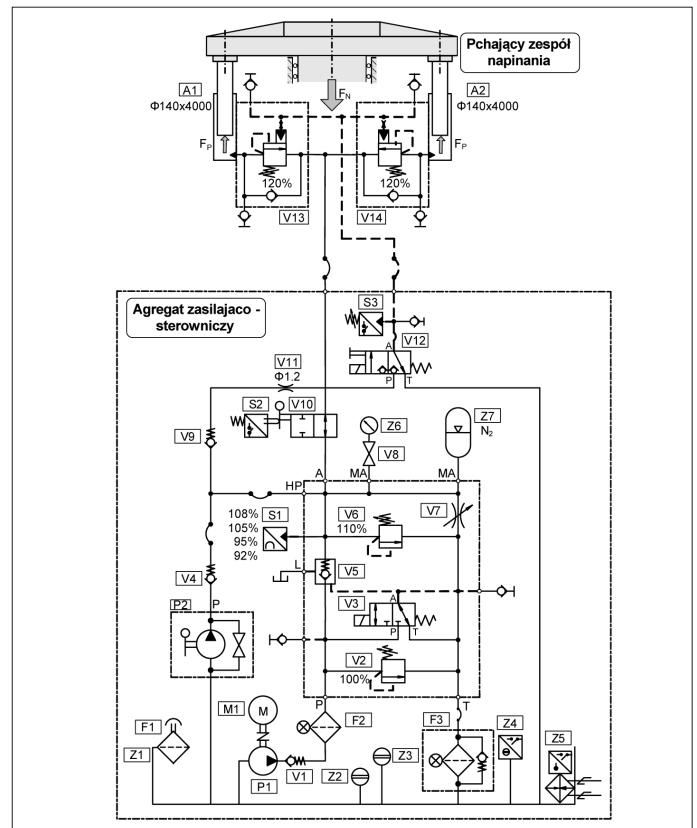 Pchający zespół
napinania
A1
Φ140x4000
A2
Φ140x4000
F_N
F_P
F_P
120%
120%
V13
V14
Agregat zasilajaco -
sterowniczy
S3
A
V12
P
T
V11
Φ1.2
S2
V10
Z6
Z7
N₂
V9
V8
A
MA
MA
HP
108%
105%
95%
92%
S1
V6
110%
V7
L
V5
V4
A
V3
P
T
P2
P
V2
100%
M1
M
P
T
F1
F2
F3
Z4
Z5
Z1
Z3
P1
V1
Z2